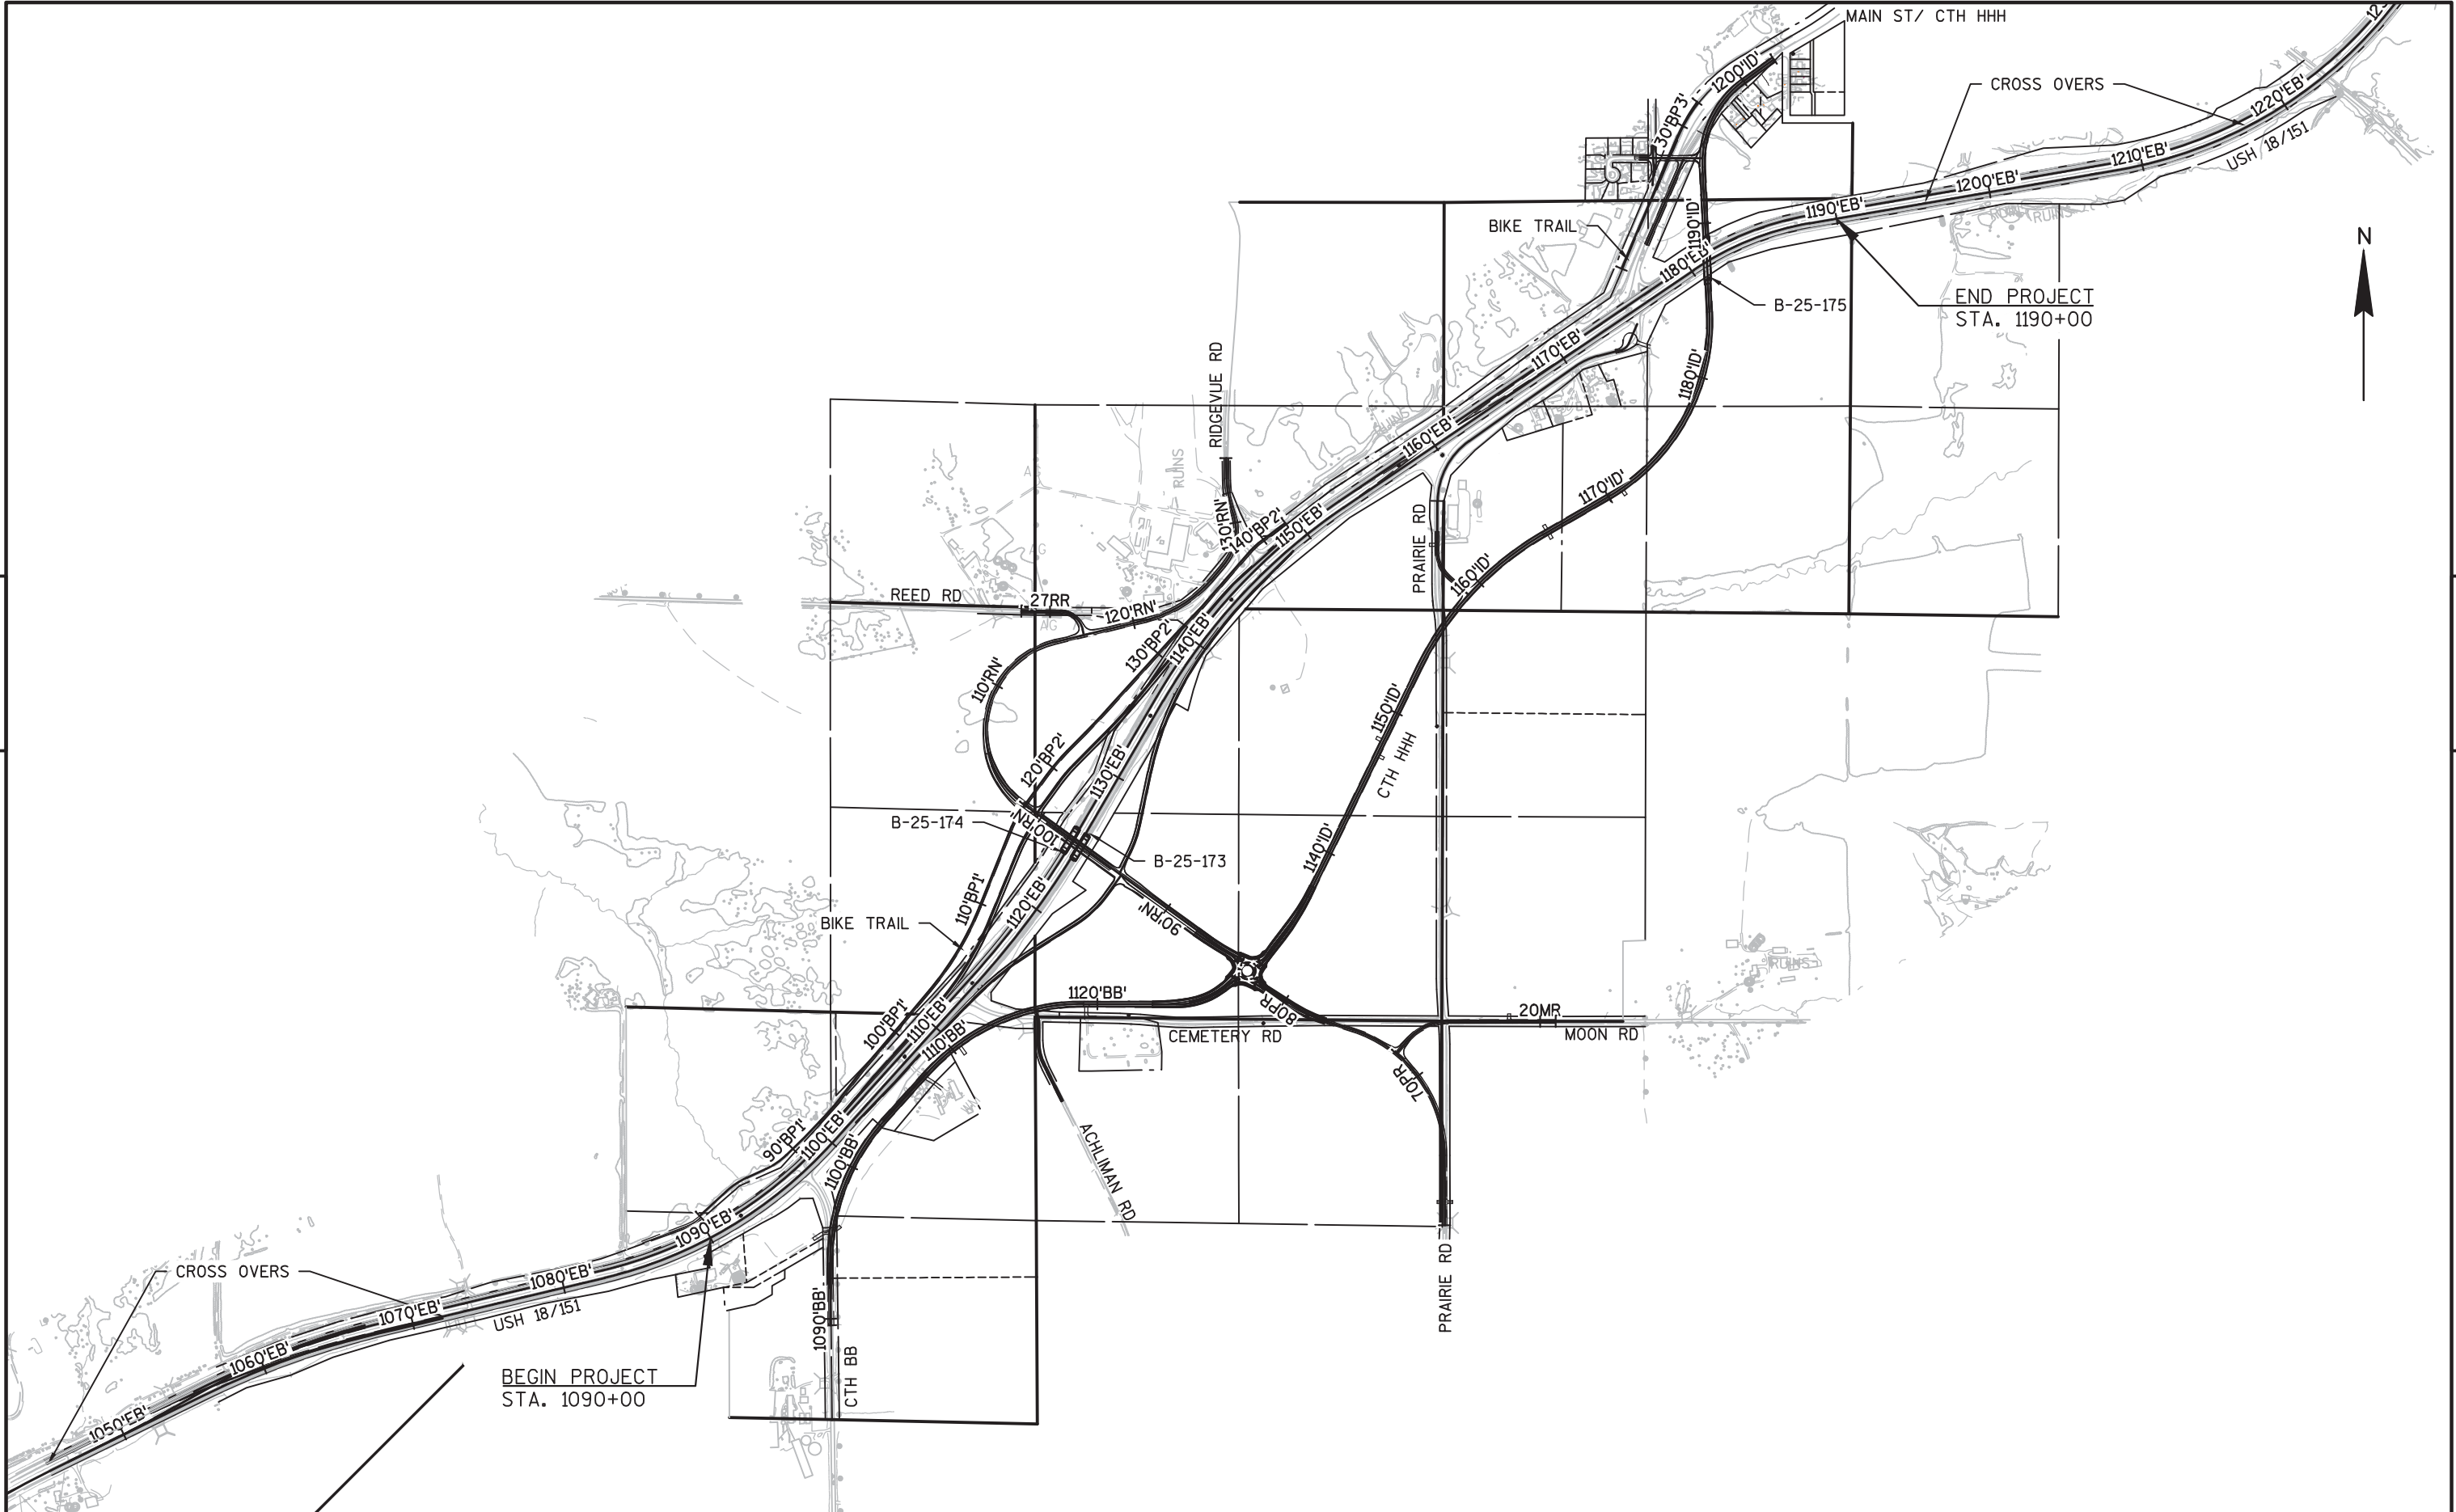 MAIN ST/ CTH HHH
CROSS OVERS
1200'ID'
30'BP3'
1220'EB'
1210'EB'
USH 18/151
1200'EB'
1190'EB'
1190'ID'
BIKE TRAIL
1180'EB'
RUINS
N
B-25-175
END PROJECT
STA. 1190+00
1170'EB'
1180'ID'
RIDGEVUE RD
RUINS
1160'EB'
AG
RUINS
1170'ID'
140'BP2'
1150'EB'
PRAIRIE RD
AG
1160'ID'
REED RD
27RR
120'RN'
AG
130'BP2'
1140'EB'
110'RN'
1150'ID'
CTH HHH
120'BP2'
1130'EB'
B-25-174
100'RN'
B-25-173
1140'ID'
110'BP1'
1120'EB'
90'RN'
BIKE TRAIL
RUINS
1120'BB'
80PR
100'BP1'
1110'EB'
1110'BB'
20MR
CEMETERY RD
MOON RD
70PR
90'BP1'
1100'EB'
1100'BB'
ACHLIMAN RD
1090'EB'
CROSS OVERS
1080'EB'
1070'EB'
USH 18/151
1090'BB'
PRAIRIE RD
1060'EB'
BEGIN PROJECT
STA. 1090+00
CTH BB
1050'EB'